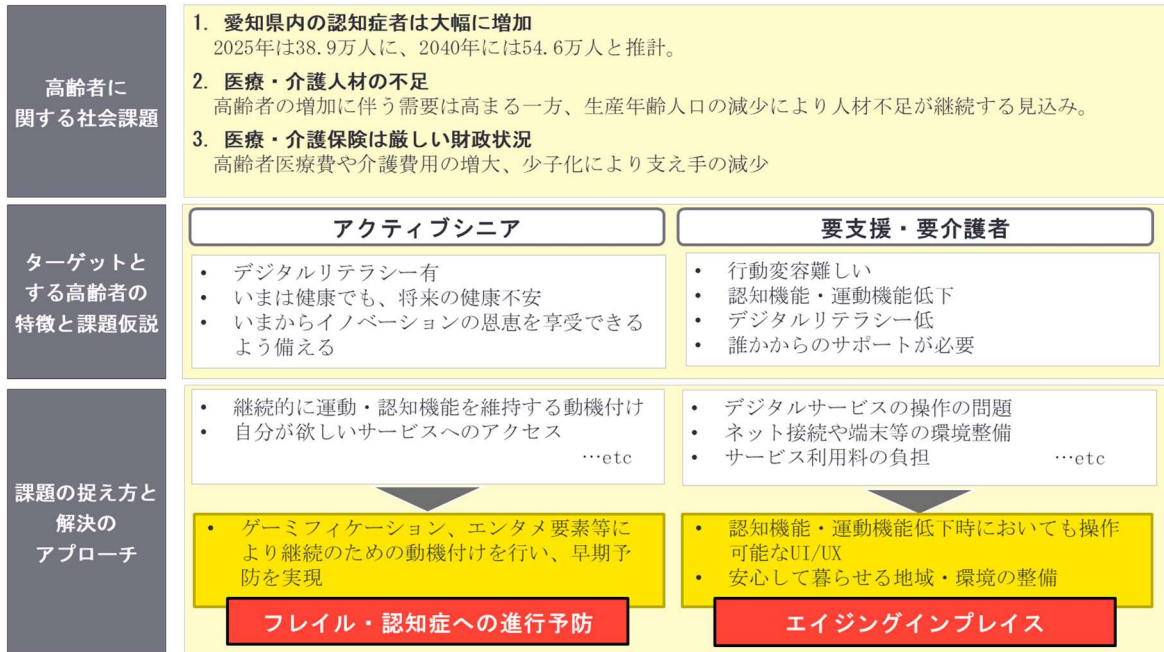 高齢者に
関する社会課題
1. 愛知県内の認知症者は大幅に増加
2025年は38.9万人に、2040年には54.6万人と推計。
2. 医療・介護人材の不足
高齢者の増加に伴う需要は高まる一方、生産年齢人口の減少により人材不足が継続する見込み。
3. 医療・介護保険は厳しい財政状況
高齢者医療費や介護費用の増大、少子化により支え手の減少
ターゲットと
する高齢者の
特徴と課題仮説
アクティブシニア
• デジタルリテラシー有
• いまは健康でも、将来の健康不安
• いまからイノベーションの恩恵を享受できる
よう備える
要支援・要介護者
• 行動変容難しい
• 認知機能・運動機能低下
• デジタルリテラシー低
• 誰かからのサポートが必要
課題の捉え方と
解決の
アプローチ
• 継続的に運動・認知機能を維持する動機付け
• 自分が欲しいサービスへのアクセス
…etc
• ゲーミフィケーション、エンタメ要素等に
より継続のための動機付けを行い、早期予
防を実現
フレイル・認知症への進行予防
• デジタルサービスの操作の問題
• ネット接続や端末等の環境整備
• サービス利用料の負担 …etc
• 認知機能・運動機能低下時においても操作
可能なUI/UX
• 安心して暮らせる地域・環境の整備
エイジングインプレイス